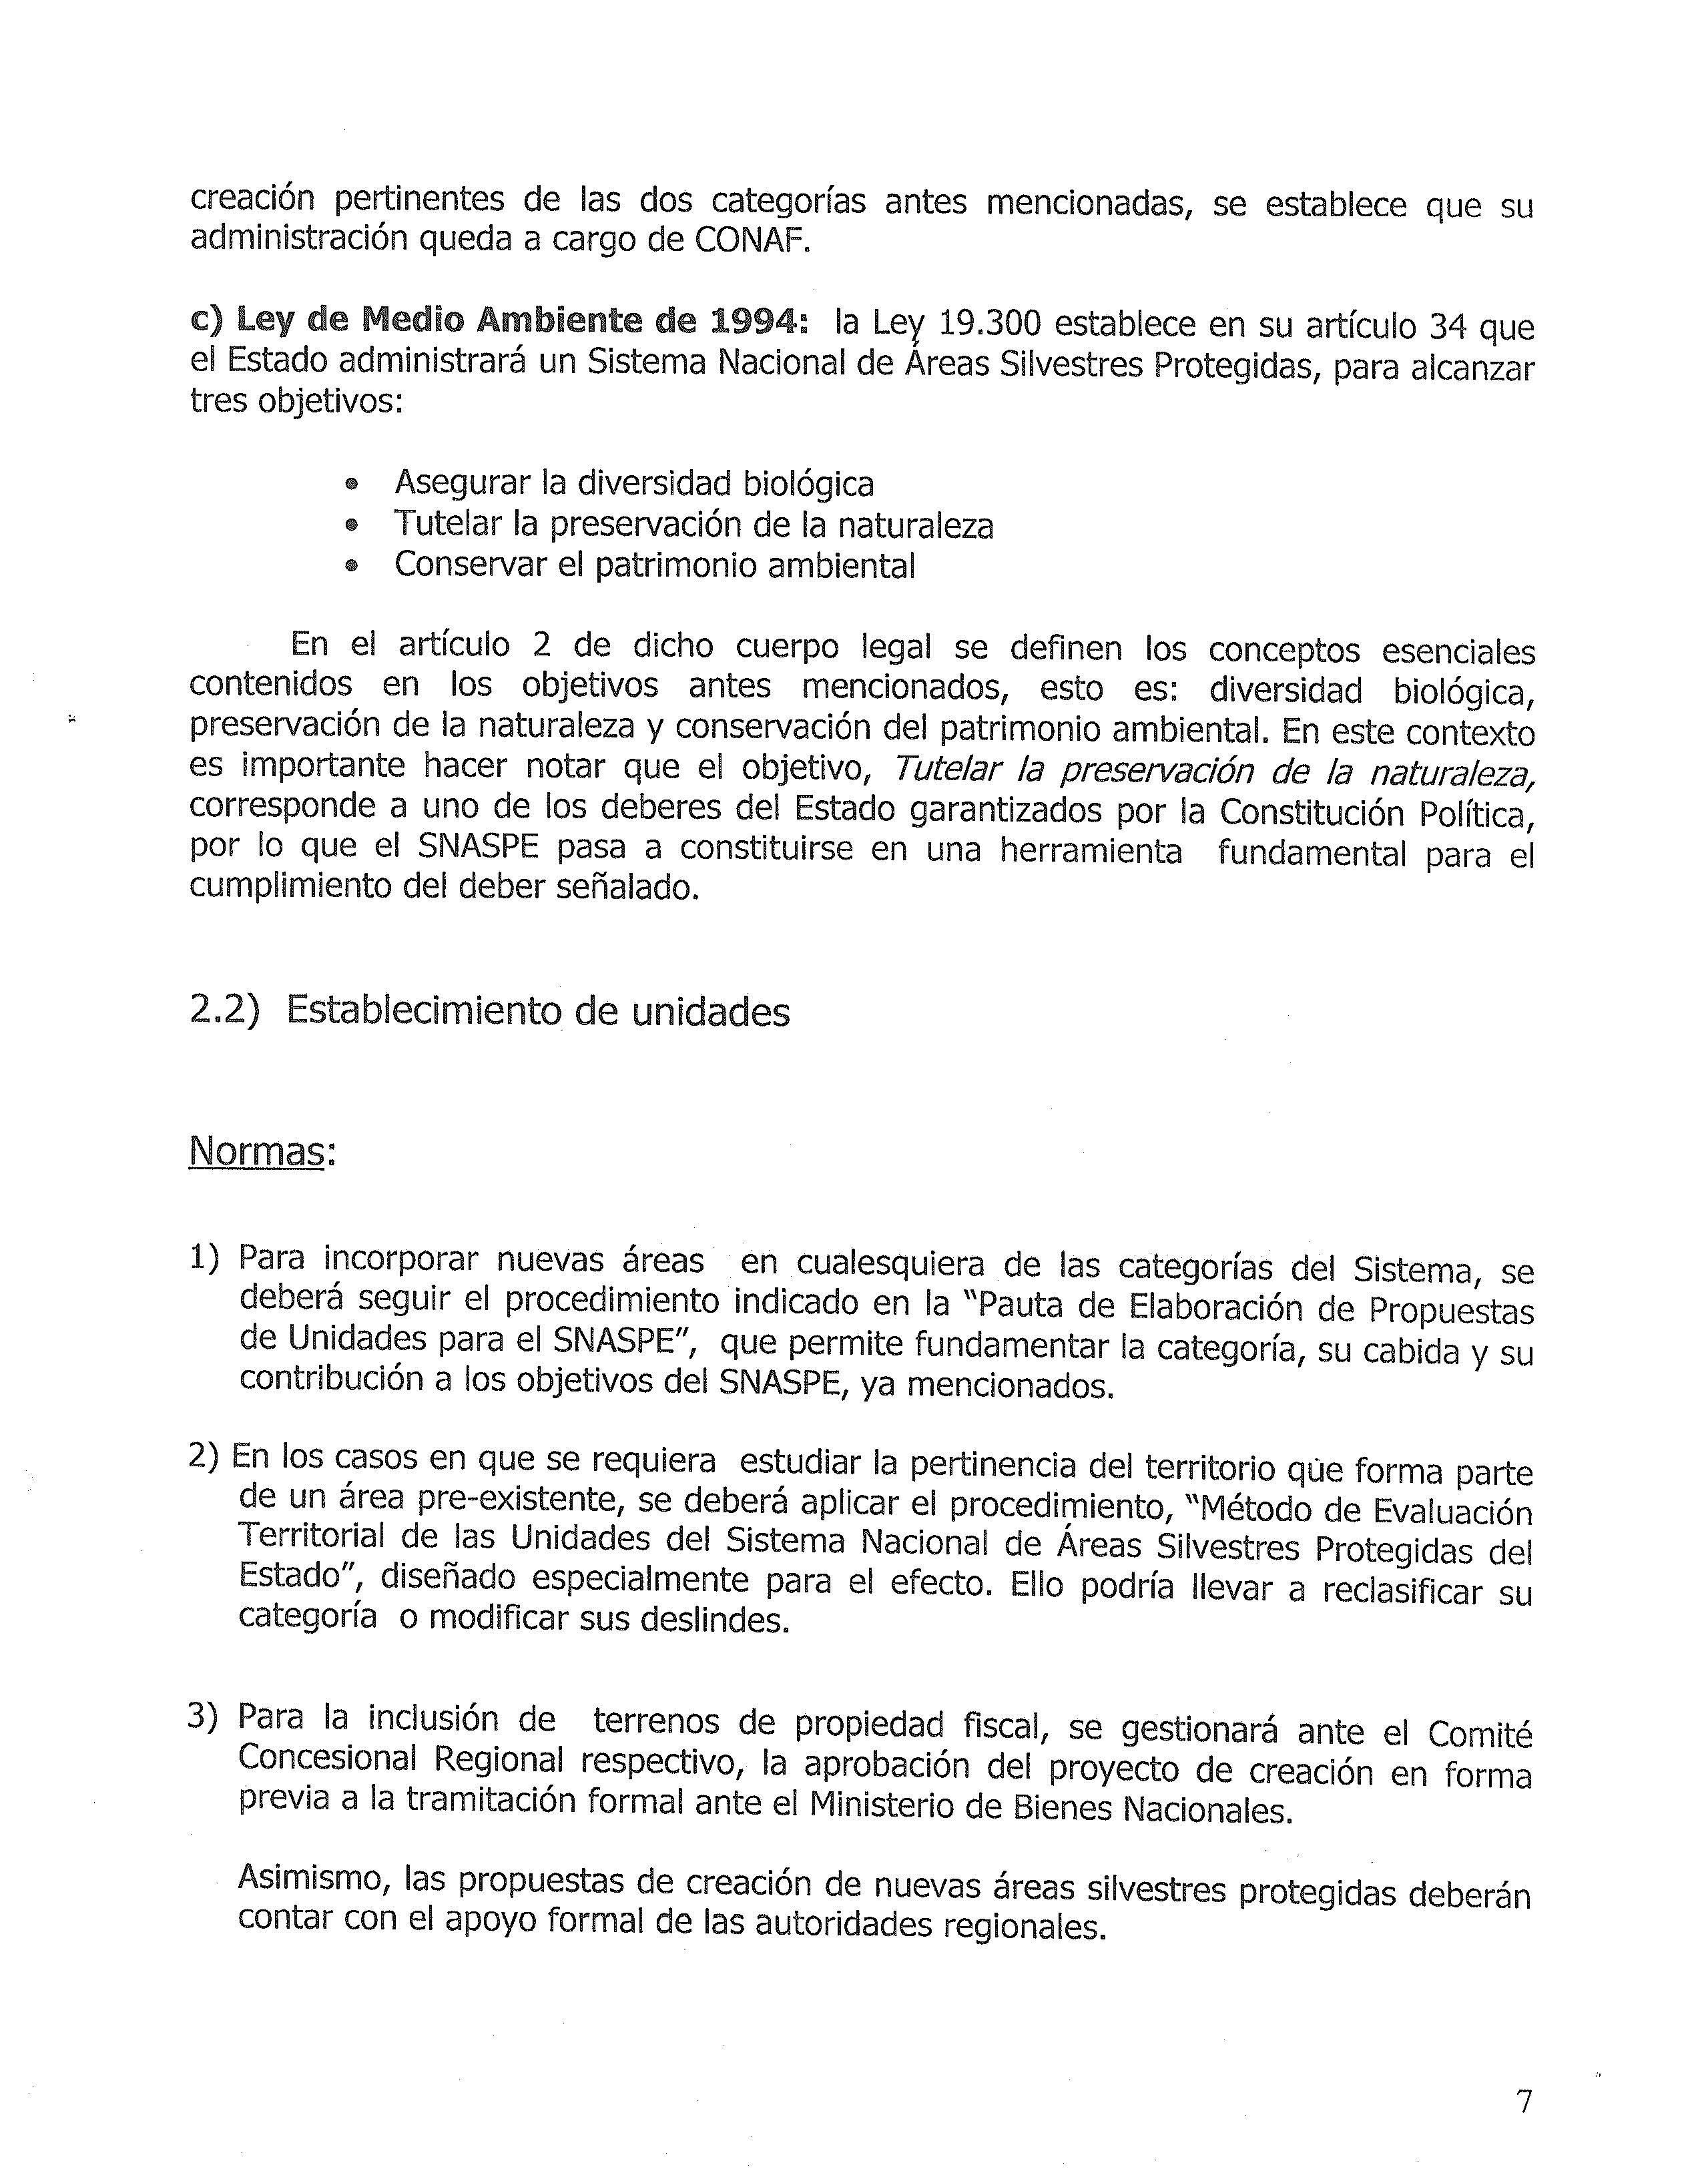 creación pertinentes de las dos categorías antes mencionadas, se establece que su
administración queda a cargo de CONAF.
c) Ley de Medio Ambiente de 1994: la Ley 19.300 establece en su artículo 34 que
el Estado administrará un Sistema Nacional de Áreas Silvestres Protegidas, para alcanzar
tres objetivos:
• Asegurar la diversidad biológica
• Tutelar la preservación de la naturaleza
• Conservar el patrimonio ambiental
En el artículo 2 de dicho cuerpo legal se definen los conceptos esenciales
contenidos en los objetivos antes mencionados, esto es: diversidad biológica,
preservación de la naturaleza y conservación del patrimonio ambiental. En este contexto
es importante hacer notar que el objetivo, Tutelar la preservación de la naturaleza,
corresponde a uno de los deberes del Estado garantizados por la Constitución Política,
por lo que el SNASPE pasa a constituirse en una herramienta fundamental para el
cumplimiento del deber señalado.
2.2) Establecimiento de unidades
Normas:
1) Para incorporar nuevas áreas en cualesquiera de las categorías del Sistema, se
deberá seguir el procedimiento indicado en la "Pauta de Elaboración de Propuestas
de Unidades para el SNASPE", que permite fundamentar la categoría, su cabida y su
contribución a los objetivos del SNASPE, ya mencionados.
2) En los casos en que se requiera estudiar la pertinencia del territorio que forma parte
de un área pre-existente, se deberá aplicar el procedimiento, "Método de Evaluación
Territorial de las Unidades del Sistema Nacional de Áreas Silvestres Protegidas del
Estado", diseñado especialmente para el efecto. Ello podría llevar a reclasificar su
categoría o modificar sus deslindes.
3) Para la inclusión de terrenos de propiedad fiscal, se gestionará ante el Comité
Concesional Regional respectivo, la aprobación del proyecto de creación en forma
previa a la tramitación formal ante el Ministerio de Bienes Nacionales.
Asimismo, las propuestas de creación de nuevas áreas silvestres protegidas deberán
contar con el apoyo formal de las autoridades regionales.
7